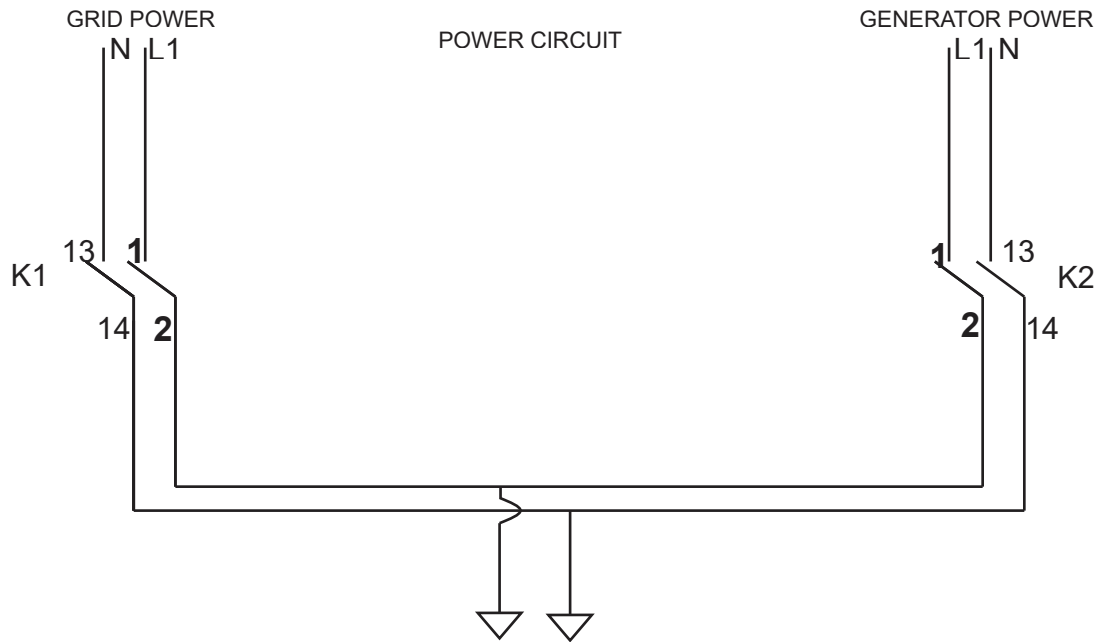 GRID POWER
GENERATOR POWER
POWER CIRCUIT
N L1
L1 N
13 1
1 13
K1
K2
14 2
2 14